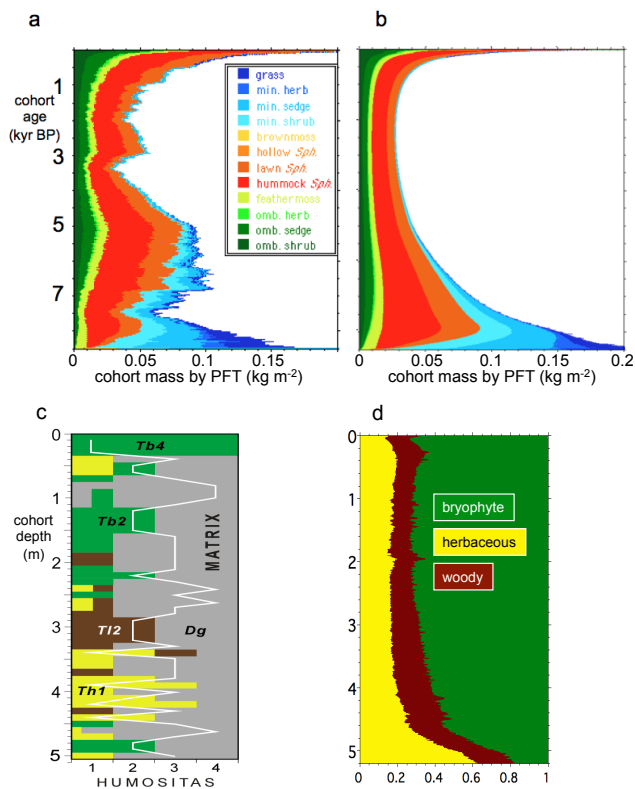 a
b
1
3
5
7
cohort
age
(kyr BP)
grass
min. herb
min. sedge
min. shrub
brownmoss
hollow Sph.
lawn Sph.
hummock Sph.
feathermoss
omb. herb
omb. sedge
omb. shrub
0 0.05 0.1 0.15
cohort mass by PFT (kg m-2)
0 0.05 0.1 0.15 0.2
cohort mass by PFT (kg m-2)
c
d
0
1
2
3
4
5
cohort
depth
(m)
Tb4
Tb2
MATRIX
Tl2
Dg
Th1
1 2 3 4
HUMOSITAS
0
1
2
3
4
5
bryophyte
herbaceous
woody
0 0.2 0.4 0.6 0.8 1